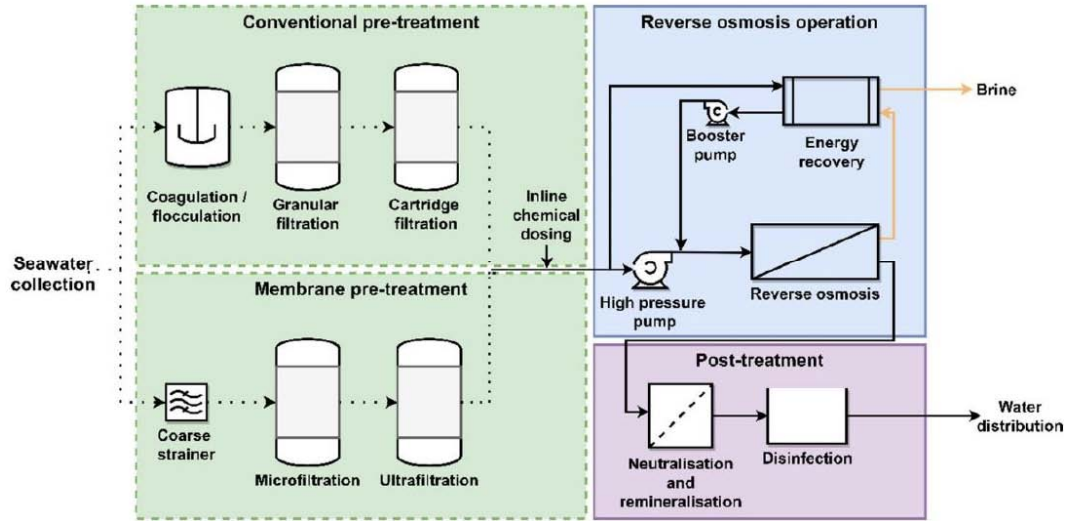 Conventional pre-treatment
Coagulation /
flocculation
Granular
filtration
Cartridge
filtration
Seawater
collection
Membrane pre-treatment
Coarse
strainer
Microfiltration
Ultrafiltration
Inline
chemical
dosing
Reverse osmosis operation
C
Booster
pump
Energy
recovery
Brine
C
High pressure
pump
Reverse osmosis
Post-treatment
Neutralisation
and
remineralisation
Disinfection
Water
distribution